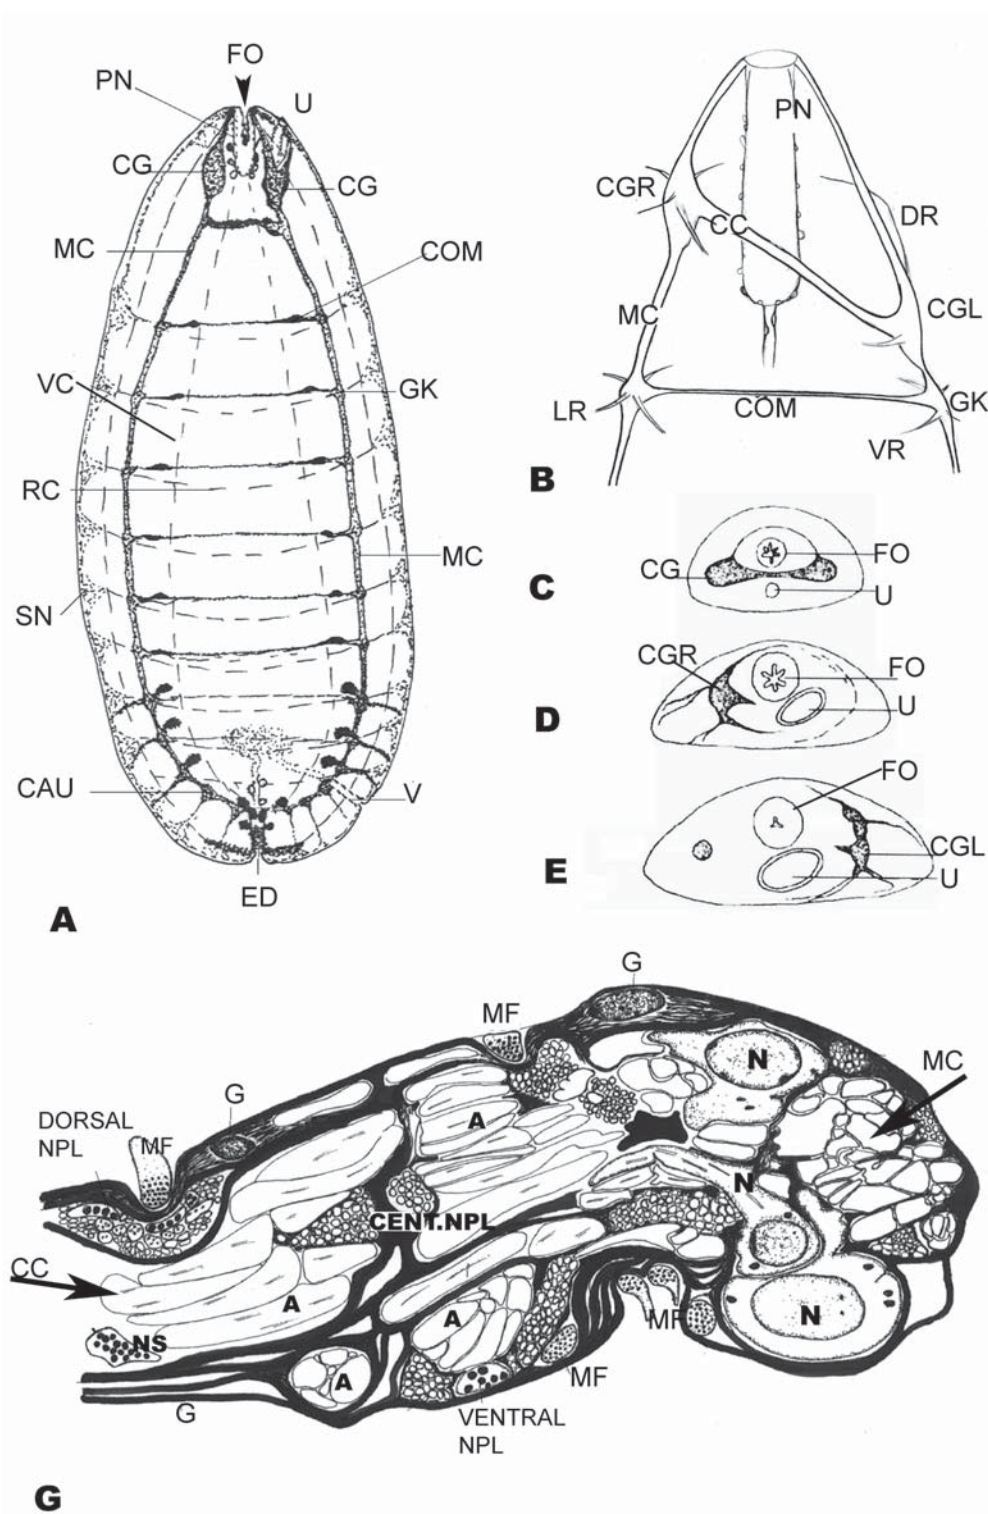 FO
PN
U
CG
CG
MC
COM
VC
GK
RC
MC
SN
CAU
V
ED
A
PN
CGR
CC
DR
MC
CGL
LR
COM
GK
VR
B
FO
CG
U
C
CGR
FO
U
D
FO
CGL
U
E
G
MF
N
MC
G
A
DORSAL
NPL
MF
N
CENT.NPL
CC
A
A
N
NS
MF
A
MF
G
VENTRAL
NPL
G